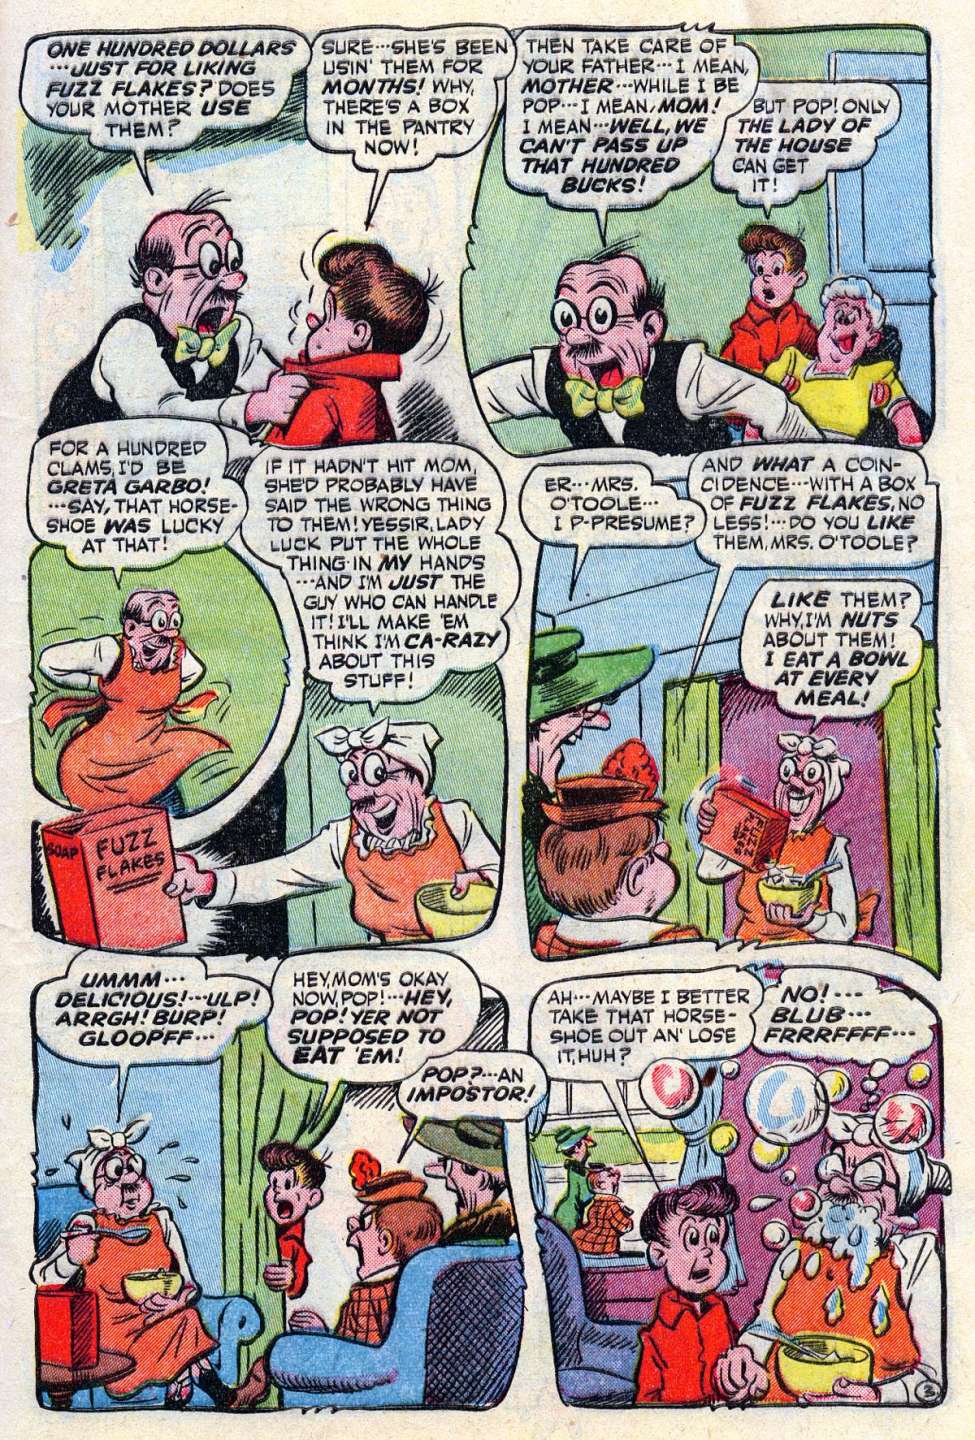 ONE HUNDRED DOLLARS
...JUST FOR LIKING
FUZZ FLAKES? DOES
YOUR MOTHER USE
THEM?
SURE...SHE'S BEEN
USIN' THEM FOR
MONTHS! WHY,
THERE'S A BOX
IN THE PANTRY
NOW!
THEN TAKE CARE OF
YOUR FATHER...I MEAN,
MOTHER...WHILE I BE
POP...I MEAN, MOM!
I MEAN...WELL, WE
CAN'T PASS UP
THAT HUNDRED
BUCKS!
BUT POP! ONLY
THE LADY OF
THE HOUSE
CAN GET
IT!
FOR A HUNDRED
CLAMS, I'D BE
GRETA GARBO!
...SAY, THAT HORSE-
SHOE WAS LUCKY
AT THAT!
IF IT HADN'T HIT MOM,
SHE'D PROBABLY HAVE
SAID THE WRONG THING
TO THEM! YESSIR, LADY
LUCK PUT THE WHOLE
THING IN MY HANDS
...AND I'M JUST THE
GUY WHO CAN HANDLE
IT! I'LL MAKE 'EM
THINK I'M CA-RAZY
ABOUT THIS
STUFF!
SOAP
FUZZ
FLAKES
ER...MRS.
O'TOOLE...
I P-PRESUME?
AND WHAT A COIN-
CIDENCE...WITH A BOX
OF FUZZ FLAKES, NO
LESS!...DO YOU LIKE
THEM, MRS. O'TOOLE?
LIKE THEM?
WHY, I'M NUTS
ABOUT THEM!
I EAT A BOWL
AT EVERY
MEAL!
FUZZ
FLAKES
UMMM...
DELICIOUS!...ULP!
ARRGH! BURP!
GLOOPFF...
HEY, MOM'S OKAY
NOW, POP!...HEY,
POP! YER NOT
SUPPOSED TO
EAT 'EM!
POP?...AN
IMPOSTOR!
AH...MAYBE I BETTER
TAKE THAT HORSE-
SHOE OUT AN' LOSE
IT, HUH?
NO!...
BLUB...
FRRRFFFF...
3